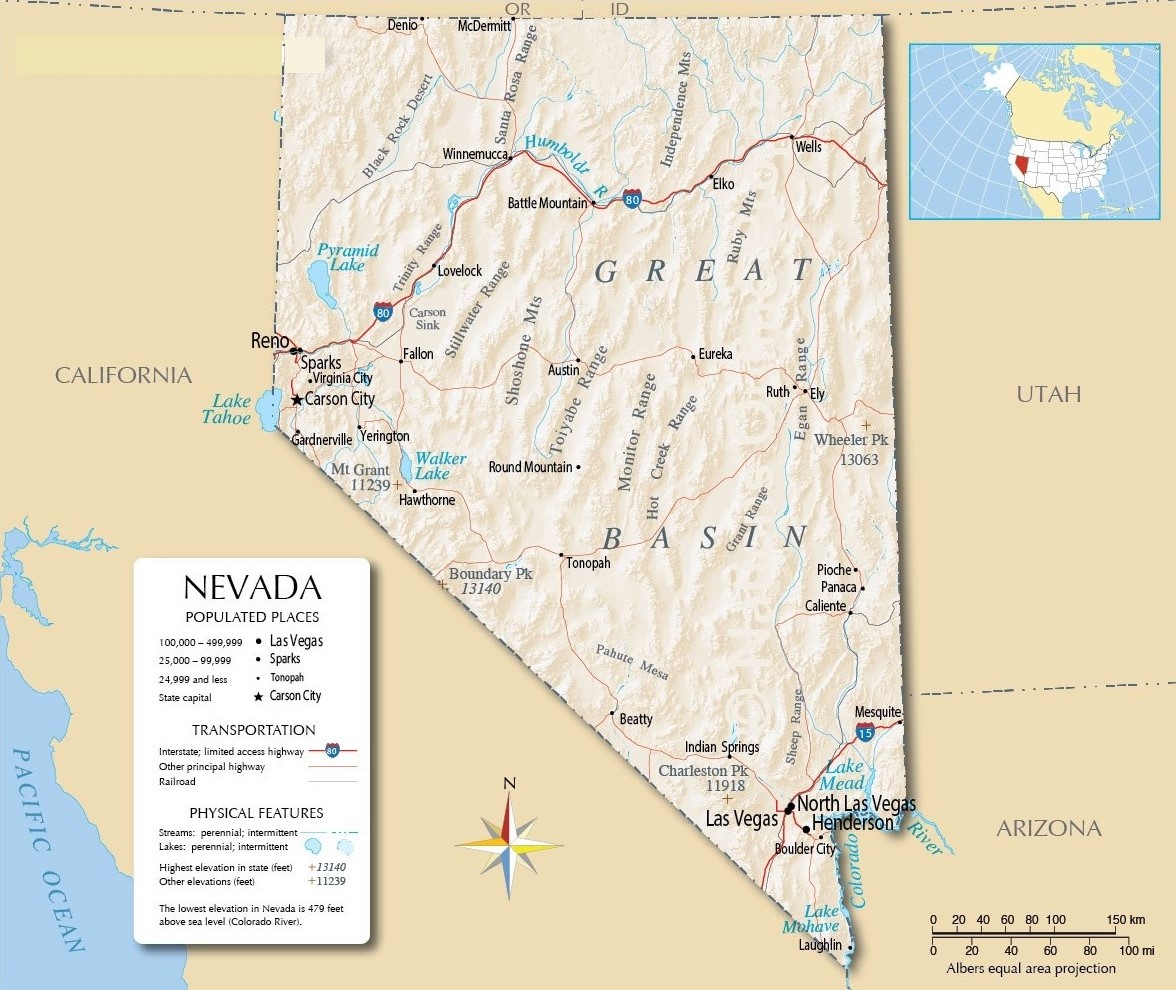 OR
ID
Denio
McDermitt
Santa Rosa Range
Independence Mts
Black Rock Desert
Humboldt R
Winnemucca
Wells
Elko
Battle Mountain
80
Ruby Mts
Pyramid
Lake
Trinity Range
Lovelock
GREAT
Stillwater Range
80
Carson
Sink
Shoshone Mts
Reno
Sparks
Fallon
Austin
Eureka
Toiyabe Range
Virginia City
CALIFORNIA
UTAH
Lake
Tahoe
Carson City
Monitor Range
Hot Creek Range
Egan Range
Ruth
Ely
Gardnerville
Yerington
Wheeler Pk
13063
Mt Grant
11239
Walker
Lake
Round Mountain
Hawthorne
Grant Range
BASIN
Boundary Pk
13140
Tonopah
Pioche
Panaca
Caliente
Pahute Mesa
Beatty
Sheep Range
Mesquite
15
Indian Springs
Charleston Pk
11918
Lake
Mead
North Las Vegas
Las Vegas
Henderson
Boulder City
Colorado
River
ARIZONA
Lake
Mohave
Laughlin
PACIFIC OCEAN
NEVADA
POPULATED PLACES
100,000 – 499,999 Las Vegas
25,000 – 99,999 Sparks
24,999 and less Tonopah
State capital Carson City
TRANSPORTATION
Interstate; limited access highway 80
Other principal highway
Railroad
PHYSICAL FEATURES
Streams: perennial; intermittent
Lakes: perennial; intermittent
Highest elevation in state (feet) +13140
Other elevations (feet) +11239
The lowest elevation in Nevada is 479 feet
above sea level (Colorado River).
N
0 20 40 60 80 100 150 km
0 20 40 60 80 100 mi
Albers equal area projection